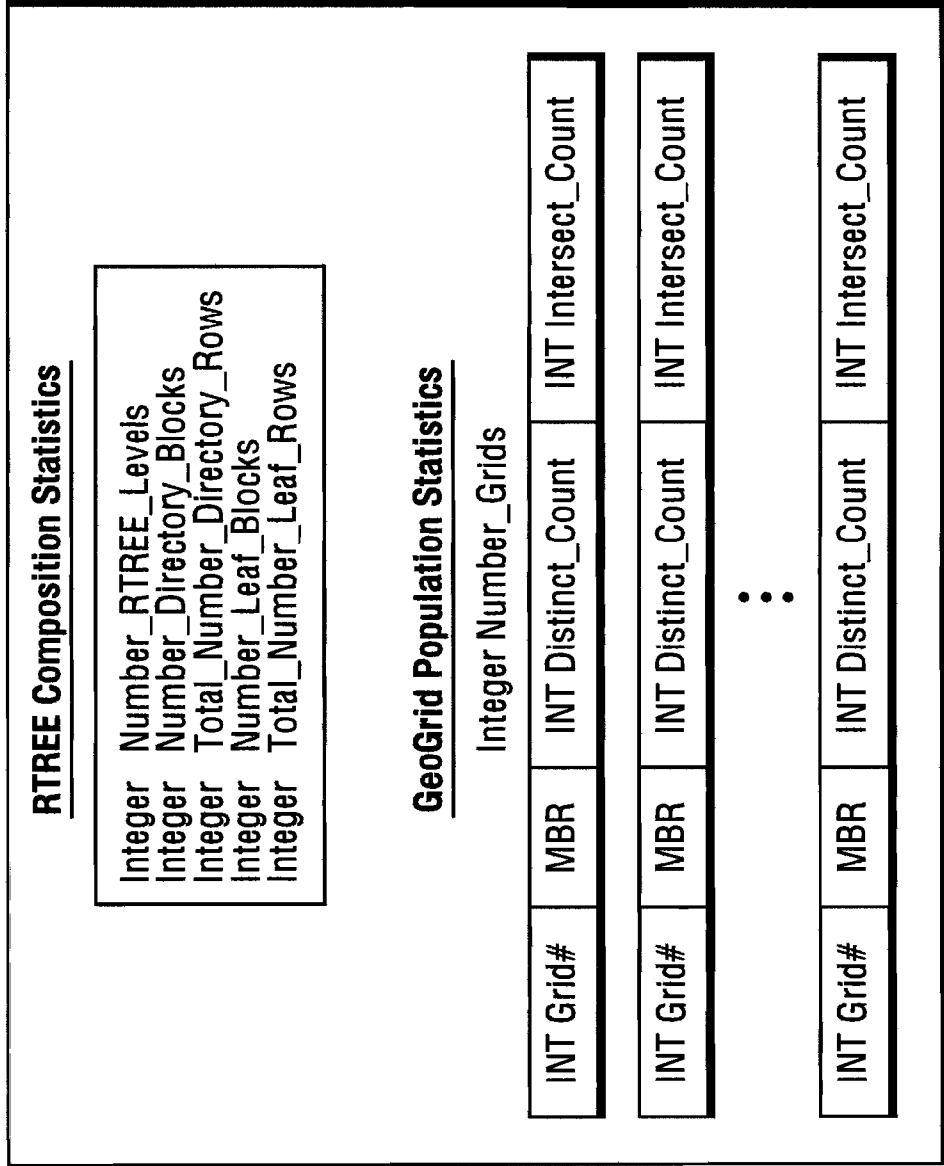 RTREE Composition Statistics
Integer Number_RTREE_Levels
Integer Number_Directory_Blocks
Integer Total_Number_Directory_Rows
Integer Number_Leaf_Blocks
Integer Total_Number_Leaf_Rows
GeoGrid Population Statistics
Integer Number_Grids
INT Grid# MBR INT Distinct_Count INT Intersect_Count
INT Grid# MBR INT Distinct_Count INT Intersect_Count
...
INT Grid# MBR INT Distinct_Count INT Intersect_Count